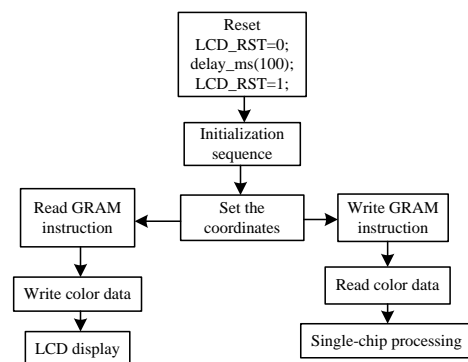 Reset
LCD_RST=0;
delay_ms(100);
LCD_RST=1;
Initialization
sequence
Read GRAM
instruction
Set the
coordinates
Write GRAM
instruction
Write color data
Read color data
LCD display
Single-chip processing